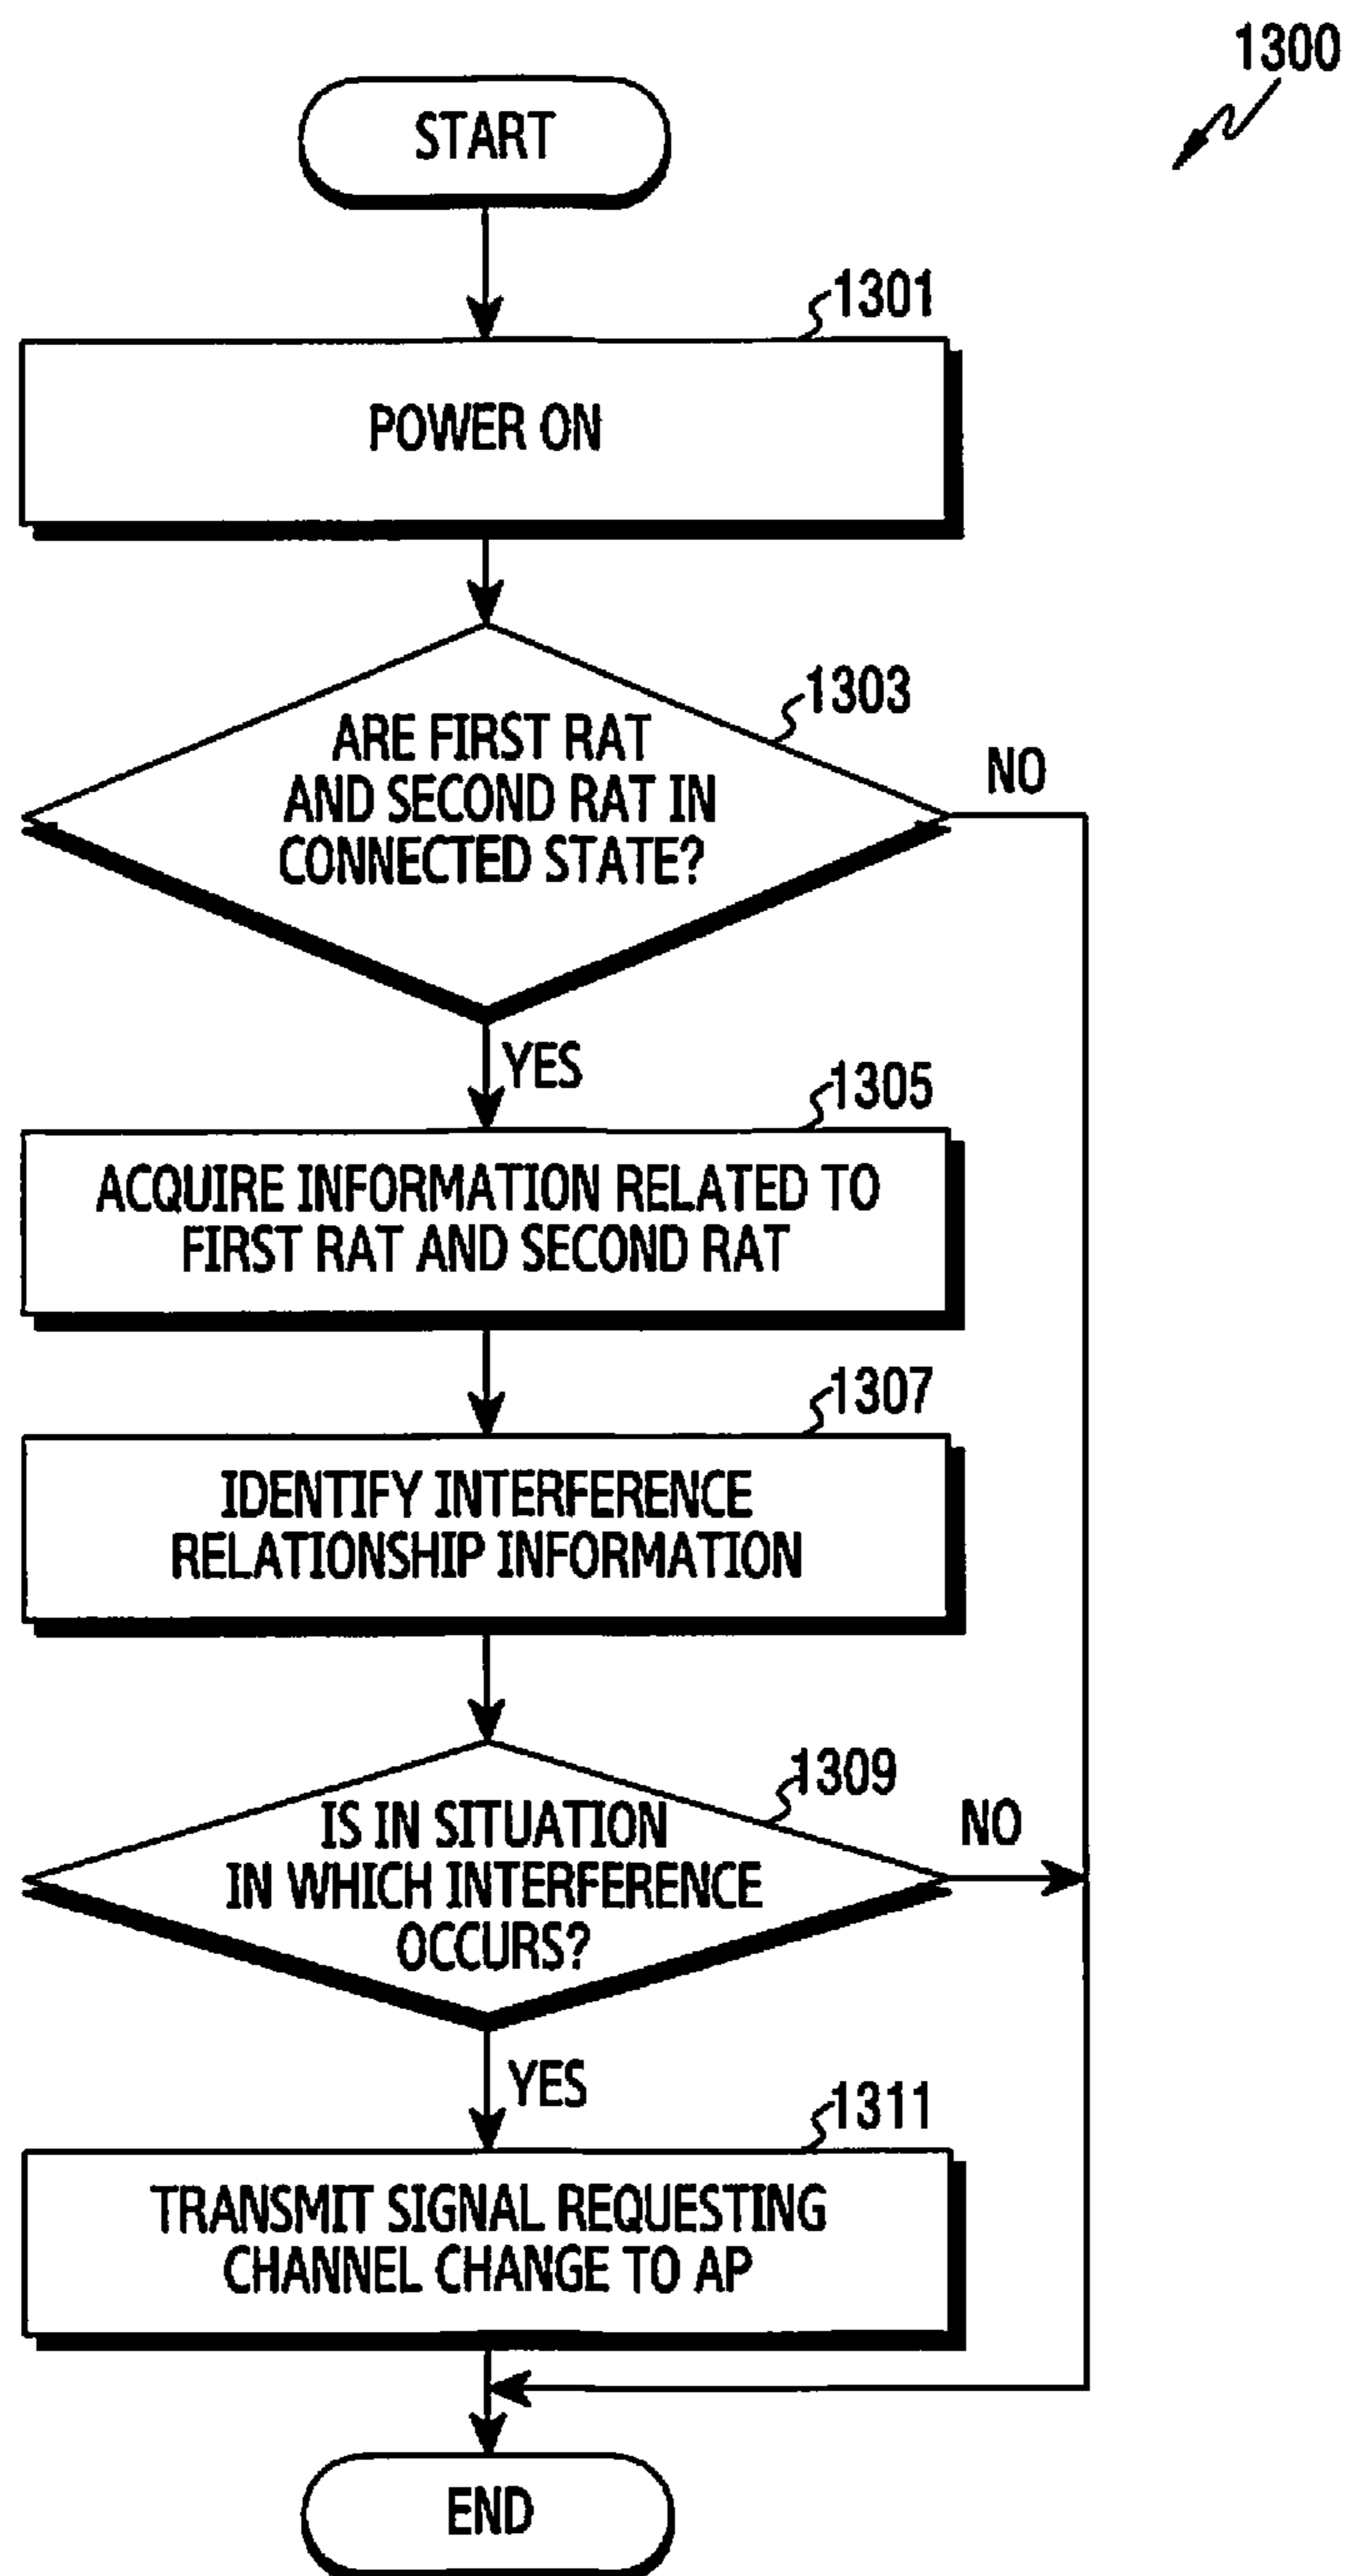 1300
START
1301
POWER ON
1303
ARE FIRST RAT
AND SECOND RAT IN
CONNECTED STATE?
NO
YES
1305
ACQUIRE INFORMATION RELATED TO
FIRST RAT AND SECOND RAT
1307
IDENTIFY INTERFERENCE
RELATIONSHIP INFORMATION
1309
IS IN SITUATION
IN WHICH INTERFERENCE
OCCURS?
NO
YES
1311
TRANSMIT SIGNAL REQUESTING
CHANNEL CHANGE TO AP
END